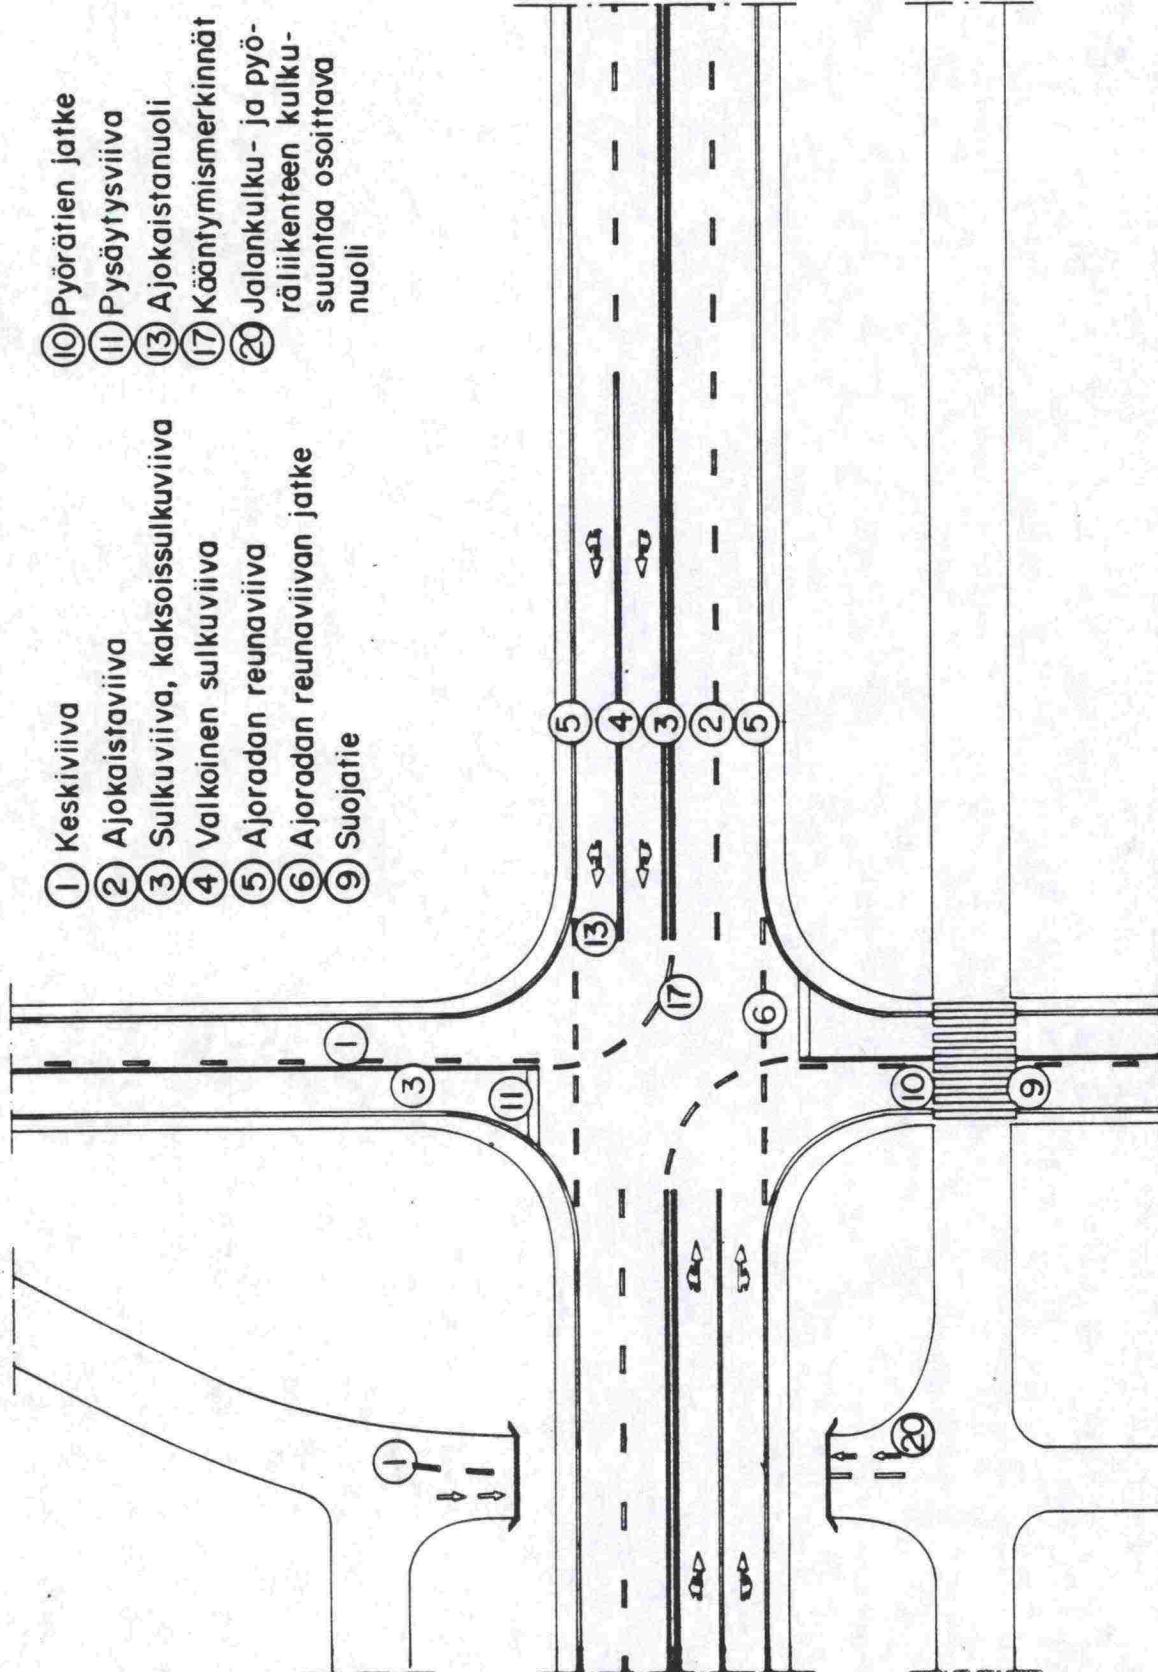 ① Keskiviiva
② Ajokaistaviiva
③ Sulkuviiva, kaksoissulkuviiva
④ Valkoinen sulkuviiva
⑤ Ajoradan reunaviiva
⑥ Ajoradan reunaviivan jatke
⑨ Suojatie
⑩ Pyörätien jatke
⑪ Pysäytysviiva
⑬ Ajokaistanuoli
⑰ Kääntymismerkinnät
⑳ Jalankulku- ja pyö-
räliikenteen kulku-
suuntaa osoittava
nuoli
①
③
⑪
①
⑬
⑰
⑥
⑤
④
③
②
⑤
⑩
⑨
⑳